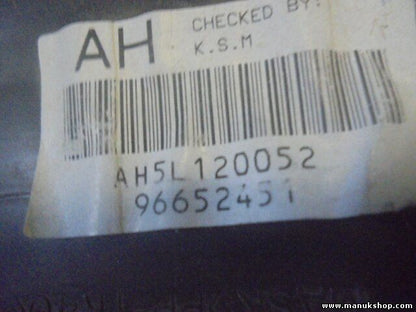 AH
CHECKED BY:
K.S.M
AH5L120052
96652451
www.manukshop.com